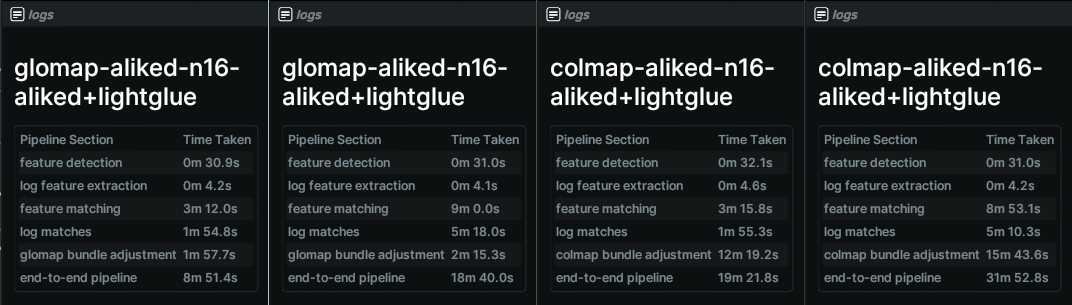 logs
glomap-aliked-n16-
aliked+lightglue
Pipeline Section Time Taken
feature detection 0m 30.9s
log feature extraction 0m 4.2s
feature matching 3m 12.0s
log matches 1m 54.8s
glomap bundle adjustment 1m 57.7s
end-to-end pipeline 8m 51.4s
logs
glomap-aliked-n16-
aliked+lightglue
Pipeline Section Time Taken
feature detection 0m 31.0s
log feature extraction 0m 4.1s
feature matching 9m 0.0s
log matches 5m 18.0s
glomap bundle adjustment 2m 15.3s
end-to-end pipeline 18m 40.0s
logs
colmap-aliked-n16-
aliked+lightglue
Pipeline Section Time Taken
feature detection 0m 32.1s
log feature extraction 0m 4.6s
feature matching 3m 15.8s
log matches 1m 55.3s
colmap bundle adjustment 12m 19.2s
end-to-end pipeline 19m 21.8s
logs
colmap-aliked-n16-
aliked+lightglue
Pipeline Section Time Taken
feature detection 0m 31.0s
log feature extraction 0m 4.2s
feature matching 8m 53.1s
log matches 5m 10.3s
colmap bundle adjustment 15m 43.6s
end-to-end pipeline 31m 52.8s